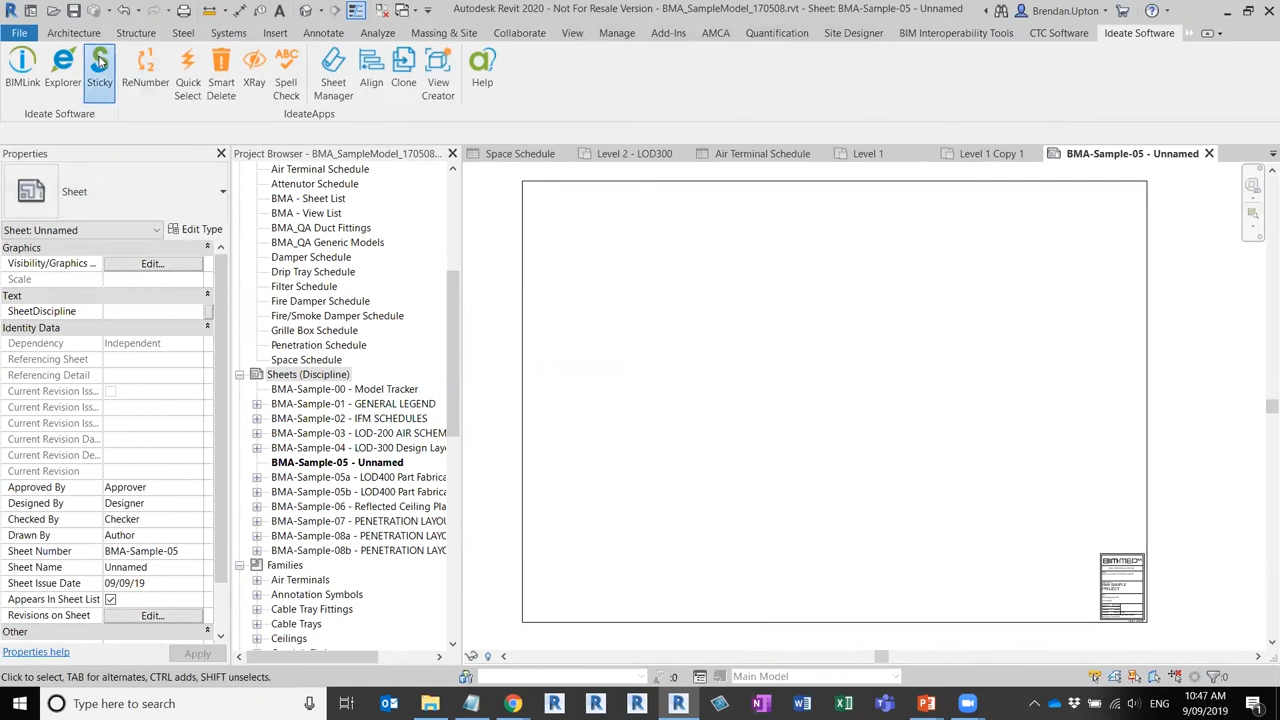 Autodesk Revit 2020 - Not For Resale Version - BMA_SampleModel_170508.rvt - Sheet: BMA-Sample-05 - Unnamed
Brendan.Upton
File Architecture Structure Steel Systems Insert Annotate Analyze Massing & Site Collaborate View Manage Add-Ins AMCA Quantification Site Designer BIM Interoperability Tools CTC Software Ideate Software
BIMLink Explorer Sticky ReNumber Quick Select Smart Delete XRay Spell Check Sheet Manager Align Clone View Creator Help
Ideate Software IdeateApps
Properties
Sheet
Sheet: Unnamed Edit Type
Graphics
Visibility/Graphics ... Edit...
Scale
Text
SheetDiscipline
Identity Data
Dependency Independent
Referencing Sheet
Referencing Detail
Current Revision Iss...
Current Revision Iss...
Current Revision Iss...
Current Revision Da...
Current Revision De...
Current Revision
Approved By Approver
Designed By Designer
Checked By Checker
Drawn By Author
Sheet Number BMA-Sample-05
Sheet Name Unnamed
Sheet Issue Date 09/09/19
Appears In Sheet List
Revisions on Sheet Edit...
Other
Properties help Apply
Project Browser - BMA_SampleModel_170508...
Air Terminal Schedule
Attenutor Schedule
BMA - Sheet List
BMA - View List
BMA_QA Duct Fittings
BMA_QA Generic Models
Damper Schedule
Drip Tray Schedule
Filter Schedule
Fire Damper Schedule
Fire/Smoke Damper Schedule
Grille Box Schedule
Penetration Schedule
Space Schedule
Sheets (Discipline)
BMA-Sample-00 - Model Tracker
BMA-Sample-01 - GENERAL LEGEND
BMA-Sample-02 - IFM SCHEDULES
BMA-Sample-03 - LOD-200 AIR SCHEM
BMA-Sample-04 - LOD-300 Design Layo
BMA-Sample-05 - Unnamed
BMA-Sample-05a - LOD400 Part Fabrica
BMA-Sample-05b - LOD400 Part Fabrica
BMA-Sample-06 - Reflected Ceiling Pla
BMA-Sample-07 - PENETRATION LAYOU
BMA-Sample-08a - PENETRATION LAYO
BMA-Sample-08b - PENETRATION LAYO
Families
Air Terminals
Annotation Symbols
Cable Tray Fittings
Cable Trays
Ceilings
Space Schedule Level 2 - LOD300 Air Terminal Schedule Level 1 Level 1 Copy 1 BMA-Sample-05 - Unnamed
BMA SAMPLE
PROJECT
Click to select, TAB for alternates, CTRL adds, SHIFT unselects. :0 Main Model :0
Type here to search
ENG
10:47 AM
9/09/2019